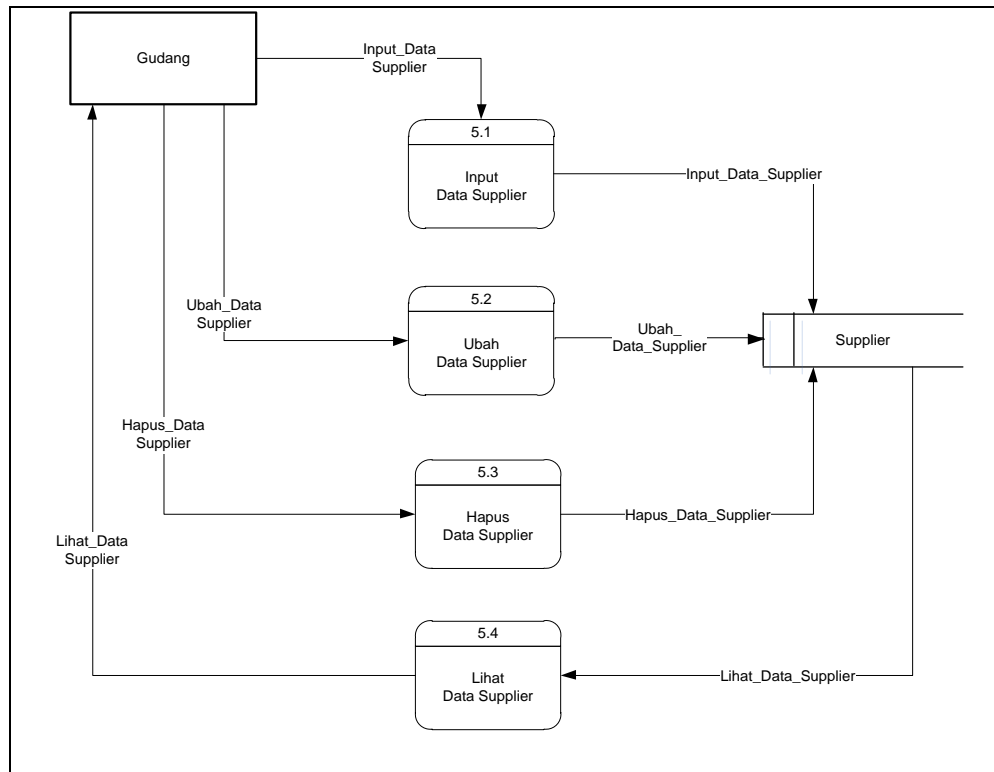 Gudang
Input_Data
Supplier
5.1
Input
Data Supplier
Input_Data_Supplier
Ubah_Data
Supplier
5.2
Ubah
Data Supplier
Ubah_
Data_Supplier
Supplier
Hapus_Data
Supplier
5.3
Hapus
Data Supplier
Hapus_Data_Supplier
Lihat_Data
Supplier
5.4
Lihat
Data Supplier
Lihat_Data_Supplier